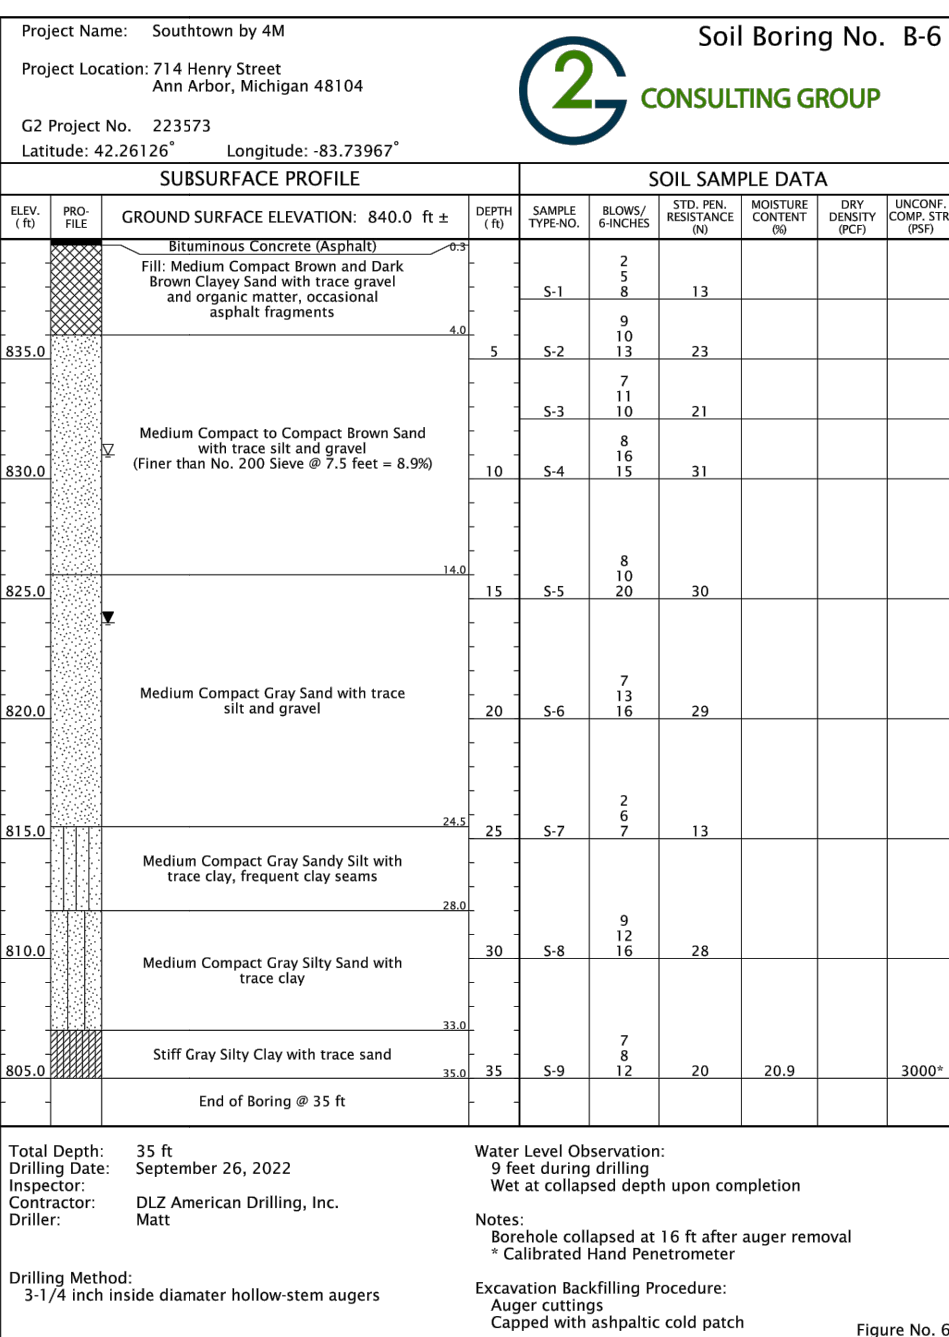 Project Name: Southtown by 4M
Soil Boring No. B-6
Project Location: 714 Henry Street
Ann Arbor, Michigan 48104
G2 CONSULTING GROUP
G2 Project No. 223573
Latitude: 42.26126° Longitude: -83.73967°
SUBSURFACE PROFILE
SOIL SAMPLE DATA
ELEV. (ft)
PRO-FILE
GROUND SURFACE ELEVATION: 840.0 ft ±
DEPTH (ft)
SAMPLE TYPE-NO.
BLOWS/ 6-INCHES
STD. PEN. RESISTANCE (N)
MOISTURE CONTENT (%)
DRY DENSITY (PCF)
UNCONF. COMP. STR (PSF)
Bituminous Concrete (Asphalt) 0.3
Fill: Medium Compact Brown and Dark
Brown Clayey Sand with trace gravel
and organic matter, occasional
asphalt fragments
4.0
2
5
S-1 8 13
9
10
835.0 5 S-2 13 23
7
11
S-3 10 21
Medium Compact to Compact Brown Sand
with trace silt and gravel
(Finer than No. 200 Sieve @ 7.5 feet = 8.9%)
8
16
830.0 10 S-4 15 31
14.0
8
10
825.0 15 S-5 20 30
Medium Compact Gray Sand with trace
silt and gravel
7
13
820.0 20 S-6 16 29
24.5
2
6
815.0 25 S-7 7 13
Medium Compact Gray Sandy Silt with
trace clay, frequent clay seams
28.0
9
12
810.0 30 S-8 16 28
Medium Compact Gray Silty Sand with
trace clay
33.0
Stiff Gray Silty Clay with trace sand
7
8
805.0 35.0 35 S-9 12 20 20.9 3000*
End of Boring @ 35 ft
Total Depth: 35 ft
Drilling Date: September 26, 2022
Inspector:
Contractor: DLZ American Drilling, Inc.
Driller: Matt
Drilling Method:
3-1/4 inch inside diamater hollow-stem augers
Water Level Observation:
9 feet during drilling
Wet at collapsed depth upon completion
Notes:
Borehole collapsed at 16 ft after auger removal
* Calibrated Hand Penetrometer
Excavation Backfilling Procedure:
Auger cuttings
Capped with ashpaltic cold patch
Figure No. 6